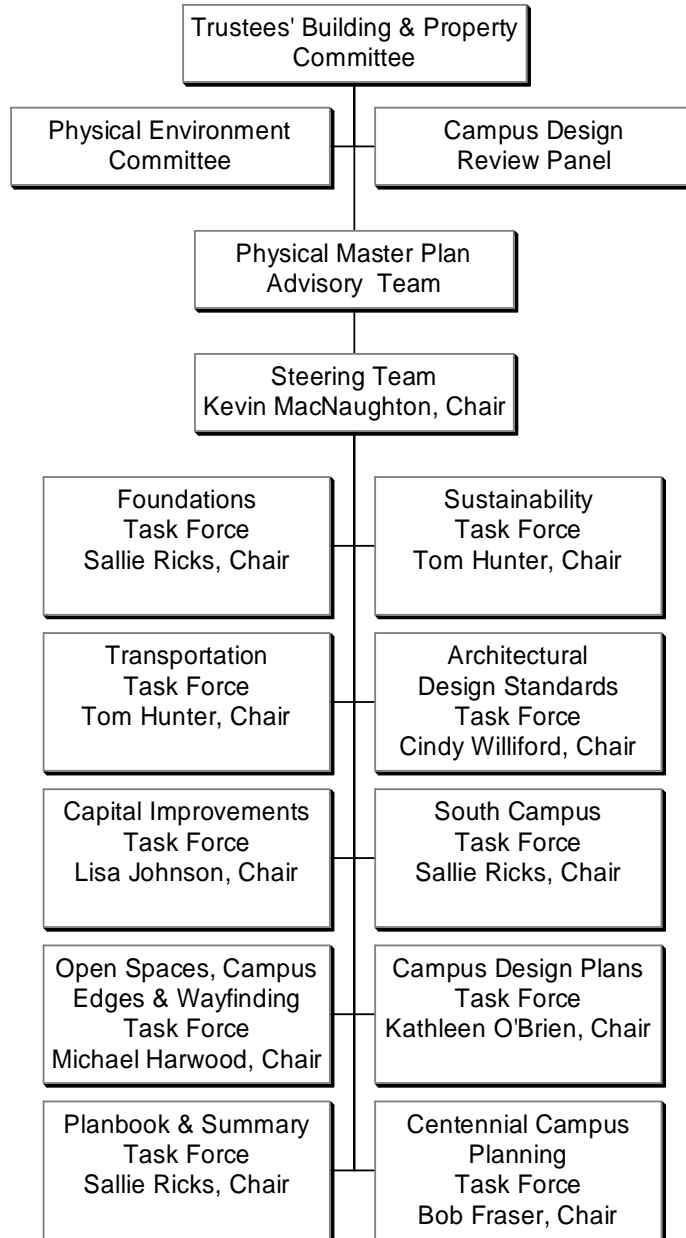 Trustees' Building & Property
Committee
Physical Environment
Committee
Campus Design
Review Panel
Physical Master Plan
Advisory Team
Steering Team
Kevin MacNaughton, Chair
Foundations
Task Force
Sallie Ricks, Chair
Sustainability
Task Force
Tom Hunter, Chair
Transportation
Task Force
Tom Hunter, Chair
Architectural
Design Standards
Task Force
Cindy Williford, Chair
Capital Improvements
Task Force
Lisa Johnson, Chair
South Campus
Task Force
Sallie Ricks, Chair
Open Spaces, Campus
Edges & Wayfinding
Task Force
Michael Harwood, Chair
Campus Design Plans
Task Force
Kathleen O'Brien, Chair
Planbook & Summary
Task Force
Sallie Ricks, Chair
Centennial Campus
Planning
Task Force
Bob Fraser, Chair